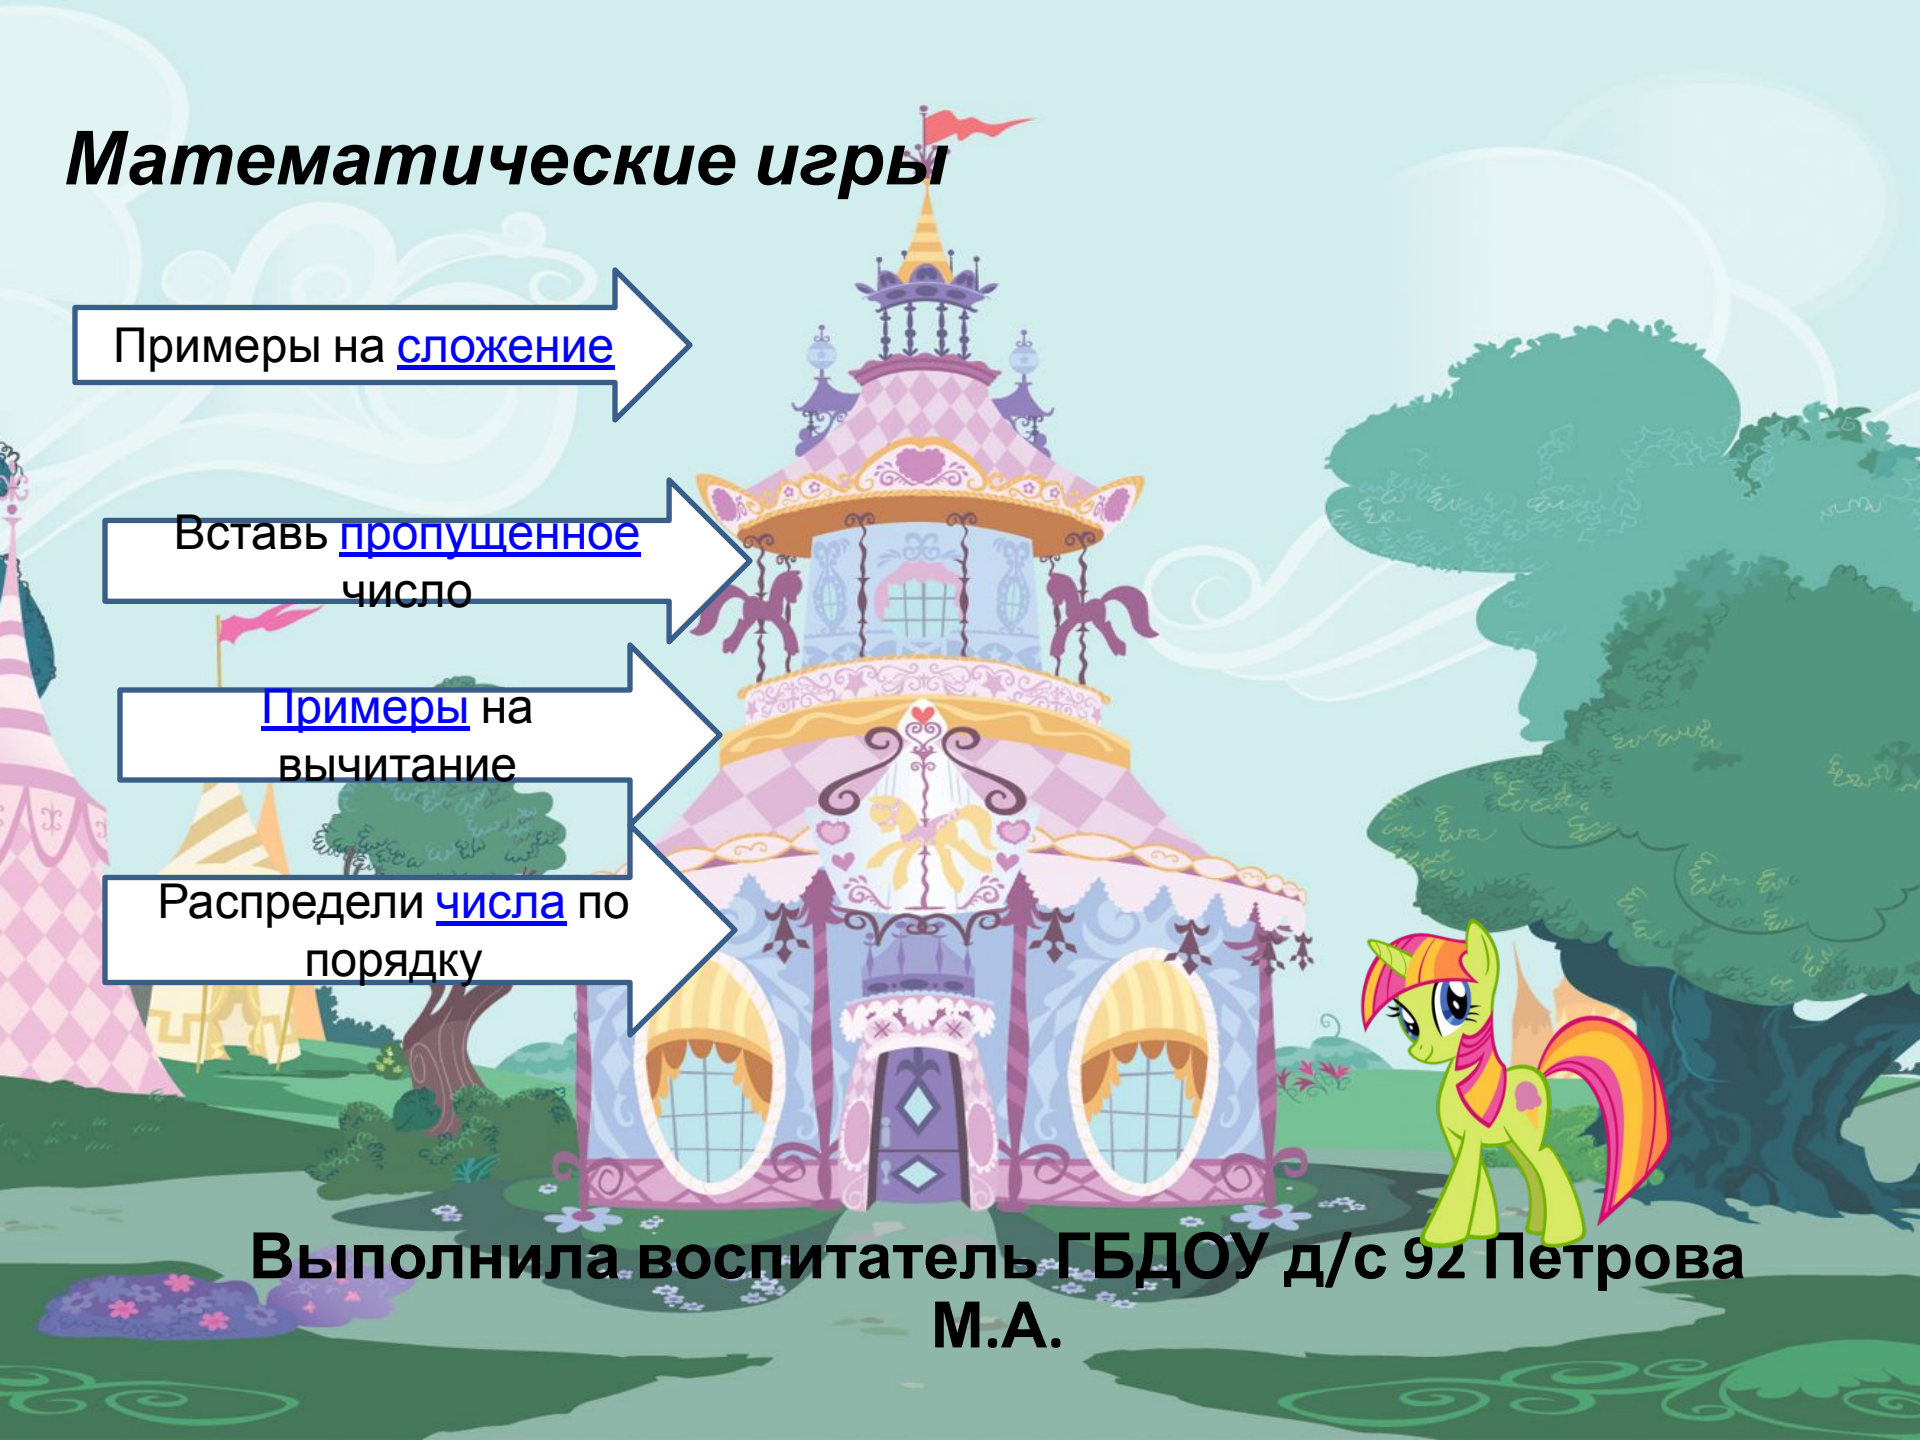 Математические игры
Примеры на сложение
Вставь пропущенное
число
Примеры на
вычитание
Распредели числа по
порядку
Выполнила воспитатель ГБДОУ д/с 92 Петрова
М.А.